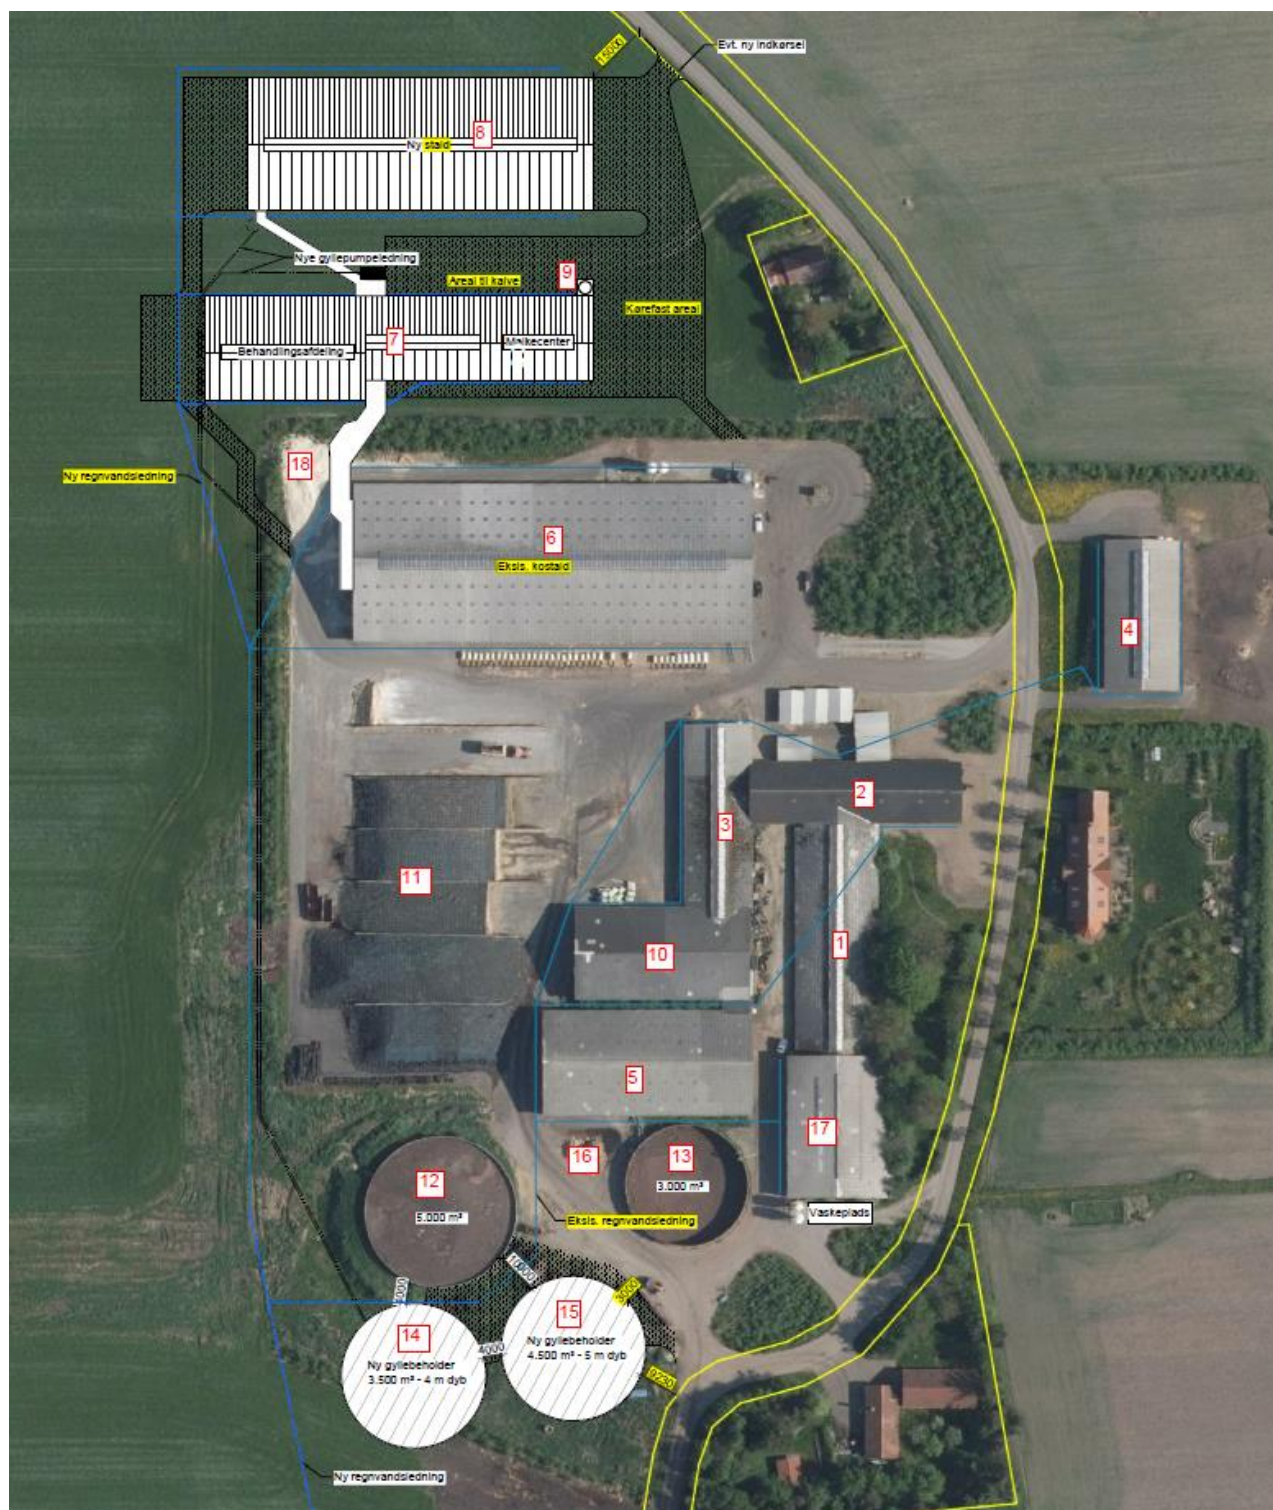 18000
Evt. ny indkørsel
8
Ny stald
Nye gyllepumpeledning
9
Areal til kalve
Kørefast areal
7
Behandlingsafdeling
Malkecenter
18
Ny regnvandsledning
6
Eksis. kostald
4
2
3
11
1
10
5
17
16
13
3.000 m³
12
5.000 m³
Vaskeplads
Eksis. regnvandsledning
10000
3000
4000
15
Ny gyllebeholder
4.500 m³ - 5 m dyb
14
4000
Ny gyllebeholder
3.500 m³ - 4 m dyb
9230
Ny regnvandsledning